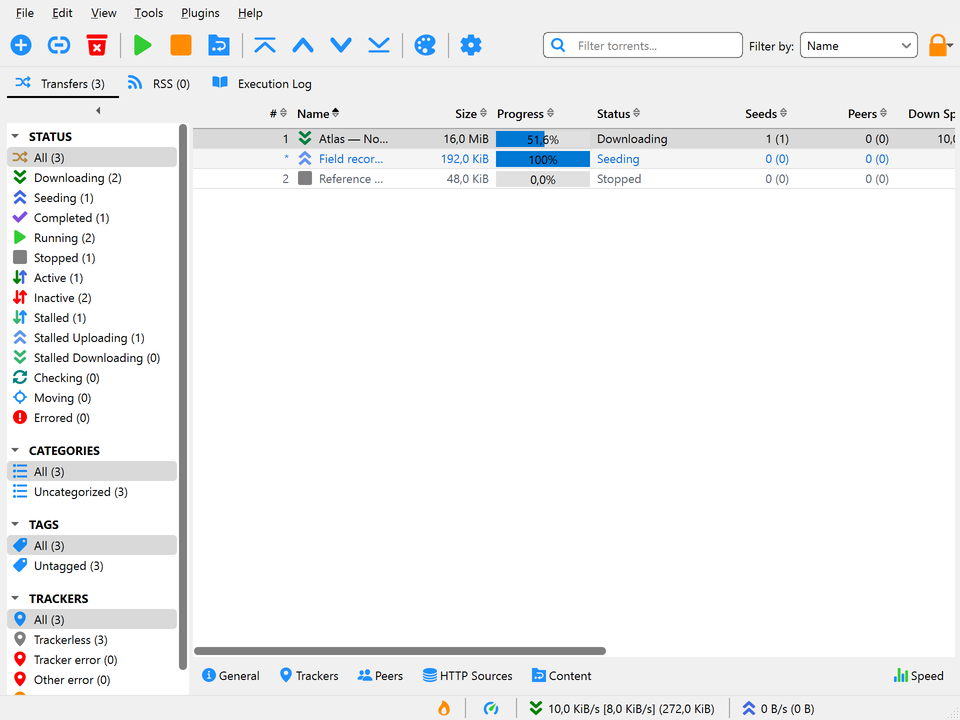 File Edit View Tools Plugins Help
Filter torrents... Filter by: Name
Transfers (3) RSS (0) Execution Log
# Name Size Progress Status Seeds Peers Down Sp
1 Atlas — No... 16,0 MiB 51,6% Downloading 1 (1) 0 (0) 10,
* Field recor... 192,0 KiB 100% Seeding 0 (0) 0 (0)
2 Reference ... 48,0 KiB 0,0% Stopped 0 (0) 0 (0)
STATUS
All (3)
Downloading (2)
Seeding (1)
Completed (1)
Running (2)
Stopped (1)
Active (1)
Inactive (2)
Stalled (1)
Stalled Uploading (1)
Stalled Downloading (0)
Checking (0)
Moving (0)
Errored (0)
CATEGORIES
All (3)
Uncategorized (3)
TAGS
All (3)
Untagged (3)
TRACKERS
All (3)
Trackerless (3)
Tracker error (0)
Other error (0)
General Trackers Peers HTTP Sources Content Speed
10,0 KiB/s [8,0 KiB/s] (272,0 KiB) 0 B/s (0 B)